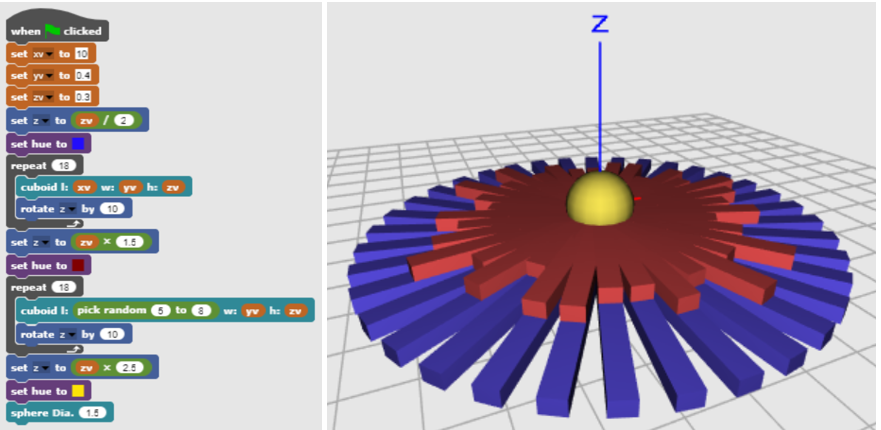 when clicked
set xv to 10
set yv to 0.4
set zv to 0.3
set z to zv / 2
set hue to
repeat 18
cuboid l: xv w: yv h: zv
rotate z by 10
set z to zv × 1.5
set hue to
repeat 18
cuboid l: pick random 5 to 8 w: yv h: zv
rotate z by 10
set z to zv × 2.5
set hue to
sphere Dia. 1.5
Z